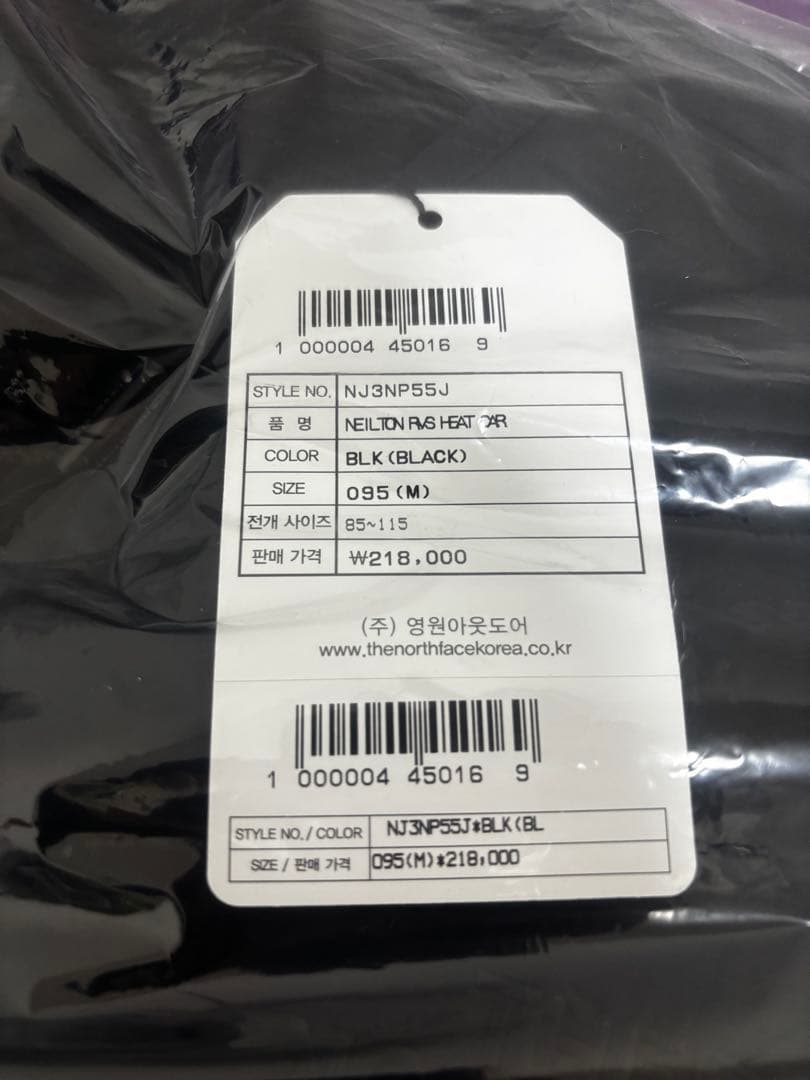 1 000004 45016 9
STYLE NO. NJ3NP55J
품 명 NEILTON RVS HEAT CAR
COLOR BLK(BLACK)
SIZE 095(M)
전개 사이즈 85~115
판매 가격 ₩218,000
(주) 영원아웃도어
www.thenorthfacekorea.co.kr
1 000004 45016 9
STYLE NO./COLOR NJ3NP55J*BLK(BL
SIZE / 판매 가격 095(M)*218,000